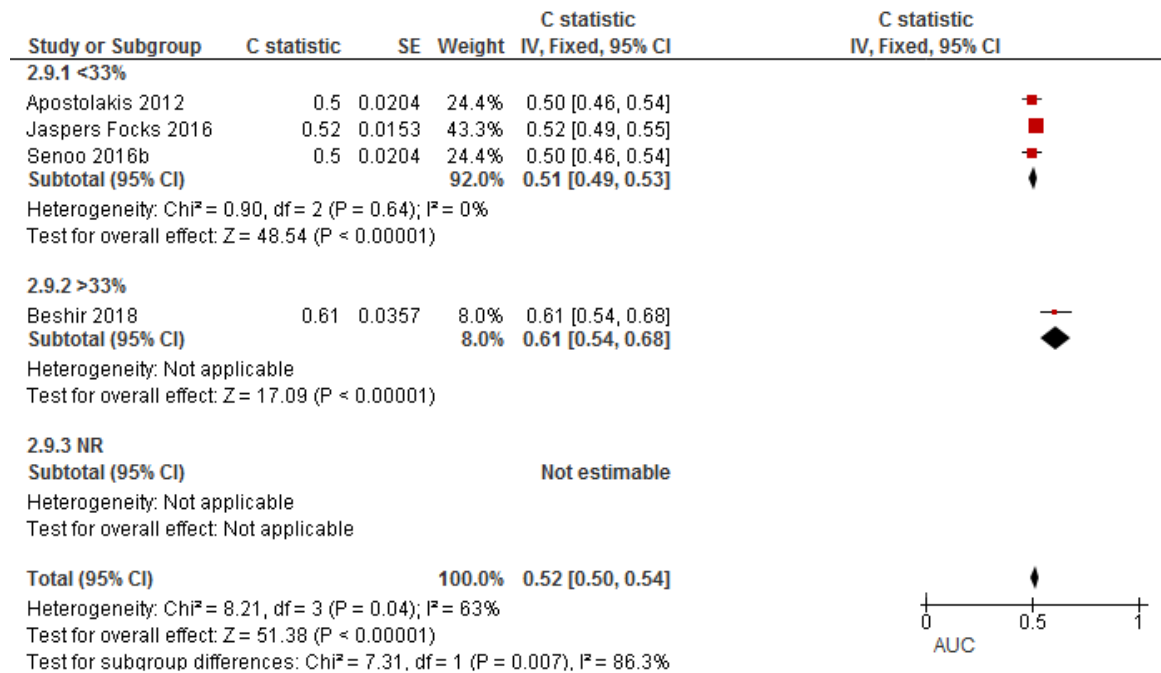 C statistic C statistic
Study or Subgroup C statistic SE Weight IV, Fixed, 95% CI IV, Fixed, 95% CI
2.9.1 <33%
Apostolakis 2012 0.5 0.0204 24.4% 0.50 [0.46, 0.54]
Jaspers Focks 2016 0.52 0.0153 43.3% 0.52 [0.49, 0.55]
Senoo 2016b 0.5 0.0204 24.4% 0.50 [0.46, 0.54]
Subtotal (95% CI) 92.0% 0.51 [0.49, 0.53]
Heterogeneity: Chi² = 0.90, df = 2 (P = 0.64); I² = 0%
Test for overall effect: Z = 48.54 (P < 0.00001)
2.9.2 >33%
Beshir 2018 0.61 0.0357 8.0% 0.61 [0.54, 0.68]
Subtotal (95% CI) 8.0% 0.61 [0.54, 0.68]
Heterogeneity: Not applicable
Test for overall effect: Z = 17.09 (P < 0.00001)
2.9.3 NR
Subtotal (95% CI) Not estimable
Heterogeneity: Not applicable
Test for overall effect: Not applicable
Total (95% CI) 100.0% 0.52 [0.50, 0.54]
Heterogeneity: Chi² = 8.21, df = 3 (P = 0.04); I² = 63%
Test for overall effect: Z = 51.38 (P < 0.00001)
Test for subgroup differences: Chi² = 7.31, df = 1 (P = 0.007), I² = 86.3%
0 0.5 1
AUC